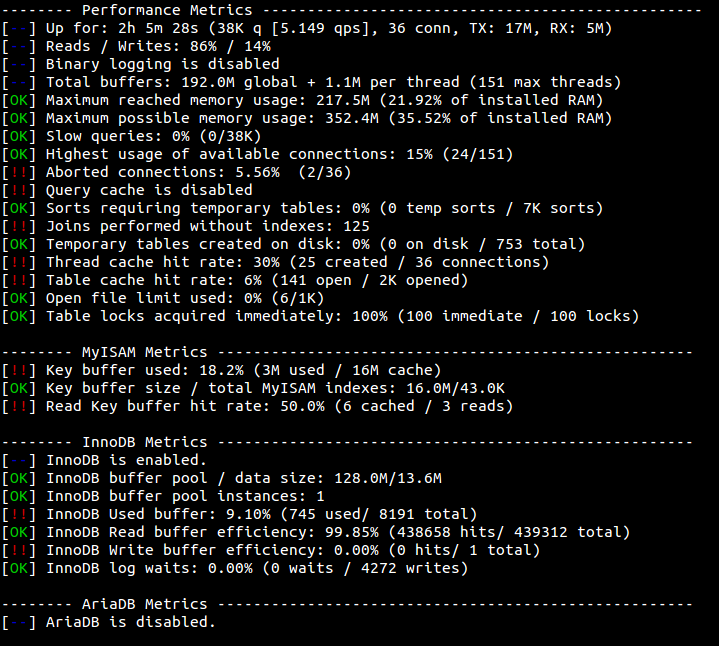 -------- Performance Metrics -------------------------------------------------
[--] Up for: 2h 5m 28s (38K q [5.149 qps], 36 conn, TX: 17M, RX: 5M)
[--] Reads / Writes: 86% / 14%
[--] Binary logging is disabled
[--] Total buffers: 192.0M global + 1.1M per thread (151 max threads)
[OK] Maximum reached memory usage: 217.5M (21.92% of installed RAM)
[OK] Maximum possible memory usage: 352.4M (35.52% of installed RAM)
[OK] Slow queries: 0% (0/38K)
[OK] Highest usage of available connections: 15% (24/151)
[!!] Aborted connections: 5.56%  (2/36)
[!!] Query cache is disabled
[OK] Sorts requiring temporary tables: 0% (0 temp sorts / 7K sorts)
[!!] Joins performed without indexes: 125
[OK] Temporary tables created on disk: 0% (0 on disk / 753 total)
[!!] Thread cache hit rate: 30% (25 created / 36 connections)
[!!] Table cache hit rate: 6% (141 open / 2K opened)
[OK] Open file limit used: 0% (6/1K)
[OK] Table locks acquired immediately: 100% (100 immediate / 100 locks)
-------- MyISAM Metrics -----------------------------------------------------
[!!] Key buffer used: 18.2% (3M used / 16M cache)
[OK] Key buffer size / total MyISAM indexes: 16.0M/43.0K
[!!] Read Key buffer hit rate: 50.0% (6 cached / 3 reads)
-------- InnoDB Metrics -----------------------------------------------------
[--] InnoDB is enabled.
[OK] InnoDB buffer pool / data size: 128.0M/13.6M
[OK] InnoDB buffer pool instances: 1
[!!] InnoDB Used buffer: 9.10% (745 used/ 8191 total)
[OK] InnoDB Read buffer efficiency: 99.85% (438658 hits/ 439312 total)
[!!] InnoDB Write buffer efficiency: 0.00% (0 hits/ 1 total)
[OK] InnoDB log waits: 0.00% (0 waits / 4272 writes)
-------- AriaDB Metrics -----------------------------------------------------
[--] AriaDB is disabled.